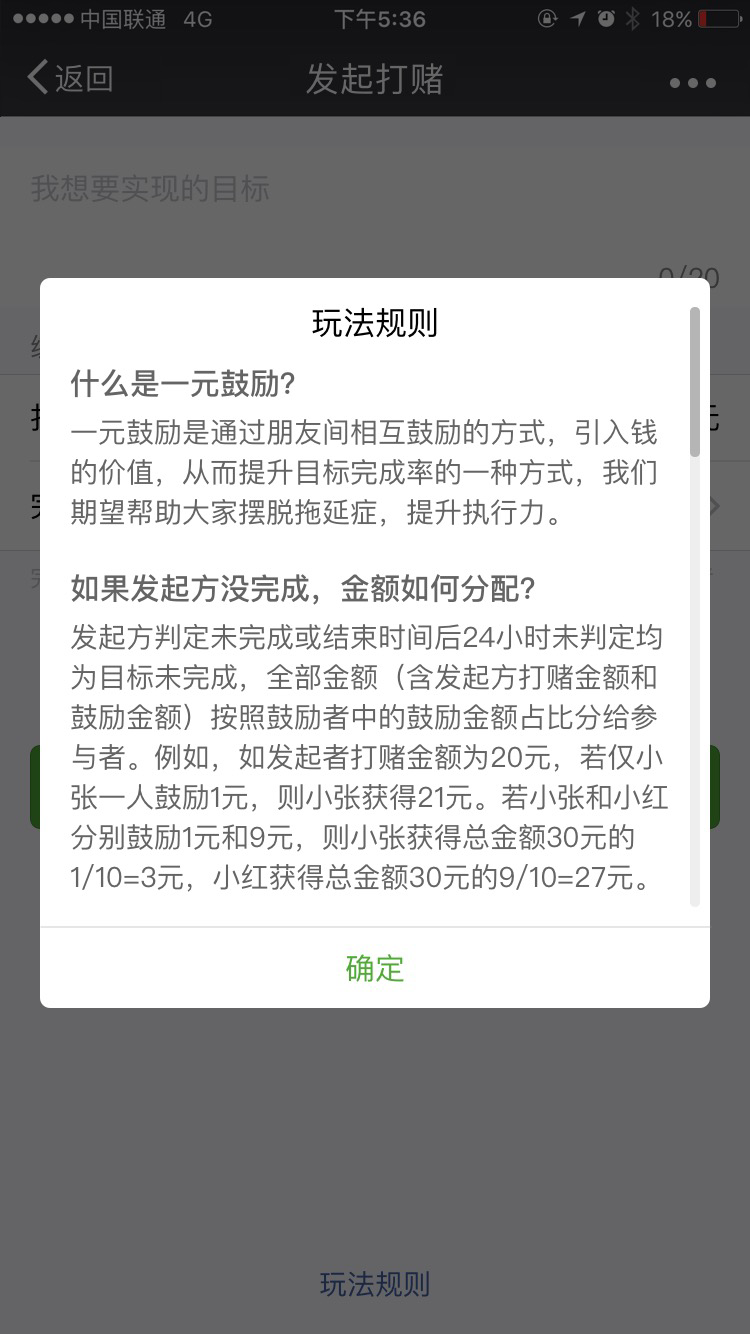 中国联通 4G 下午5:36 18%
返回 发起打赌
我想要实现的目标
0/20
玩法规则
什么是一元鼓励?
一元鼓励是通过朋友间相互鼓励的方式，引入钱
的价值，从而提升目标完成率的一种方式，我们
期望帮助大家摆脱拖延症，提升执行力。
如果发起方没完成，金额如何分配?
发起方判定未完成或结束时间后24小时未判定均
为目标未完成，全部金额（含发起方打赌金额和
鼓励金额）按照鼓励者中的鼓励金额占比分给参
与者。例如，如发起者打赌金额为20元，若仅小
张一人鼓励1元，则小张获得21元。若小张和小红
分别鼓励1元和9元，则小张获得总金额30元的
1/10=3元，小红获得总金额30元的9/10=27元。
确定
玩法规则